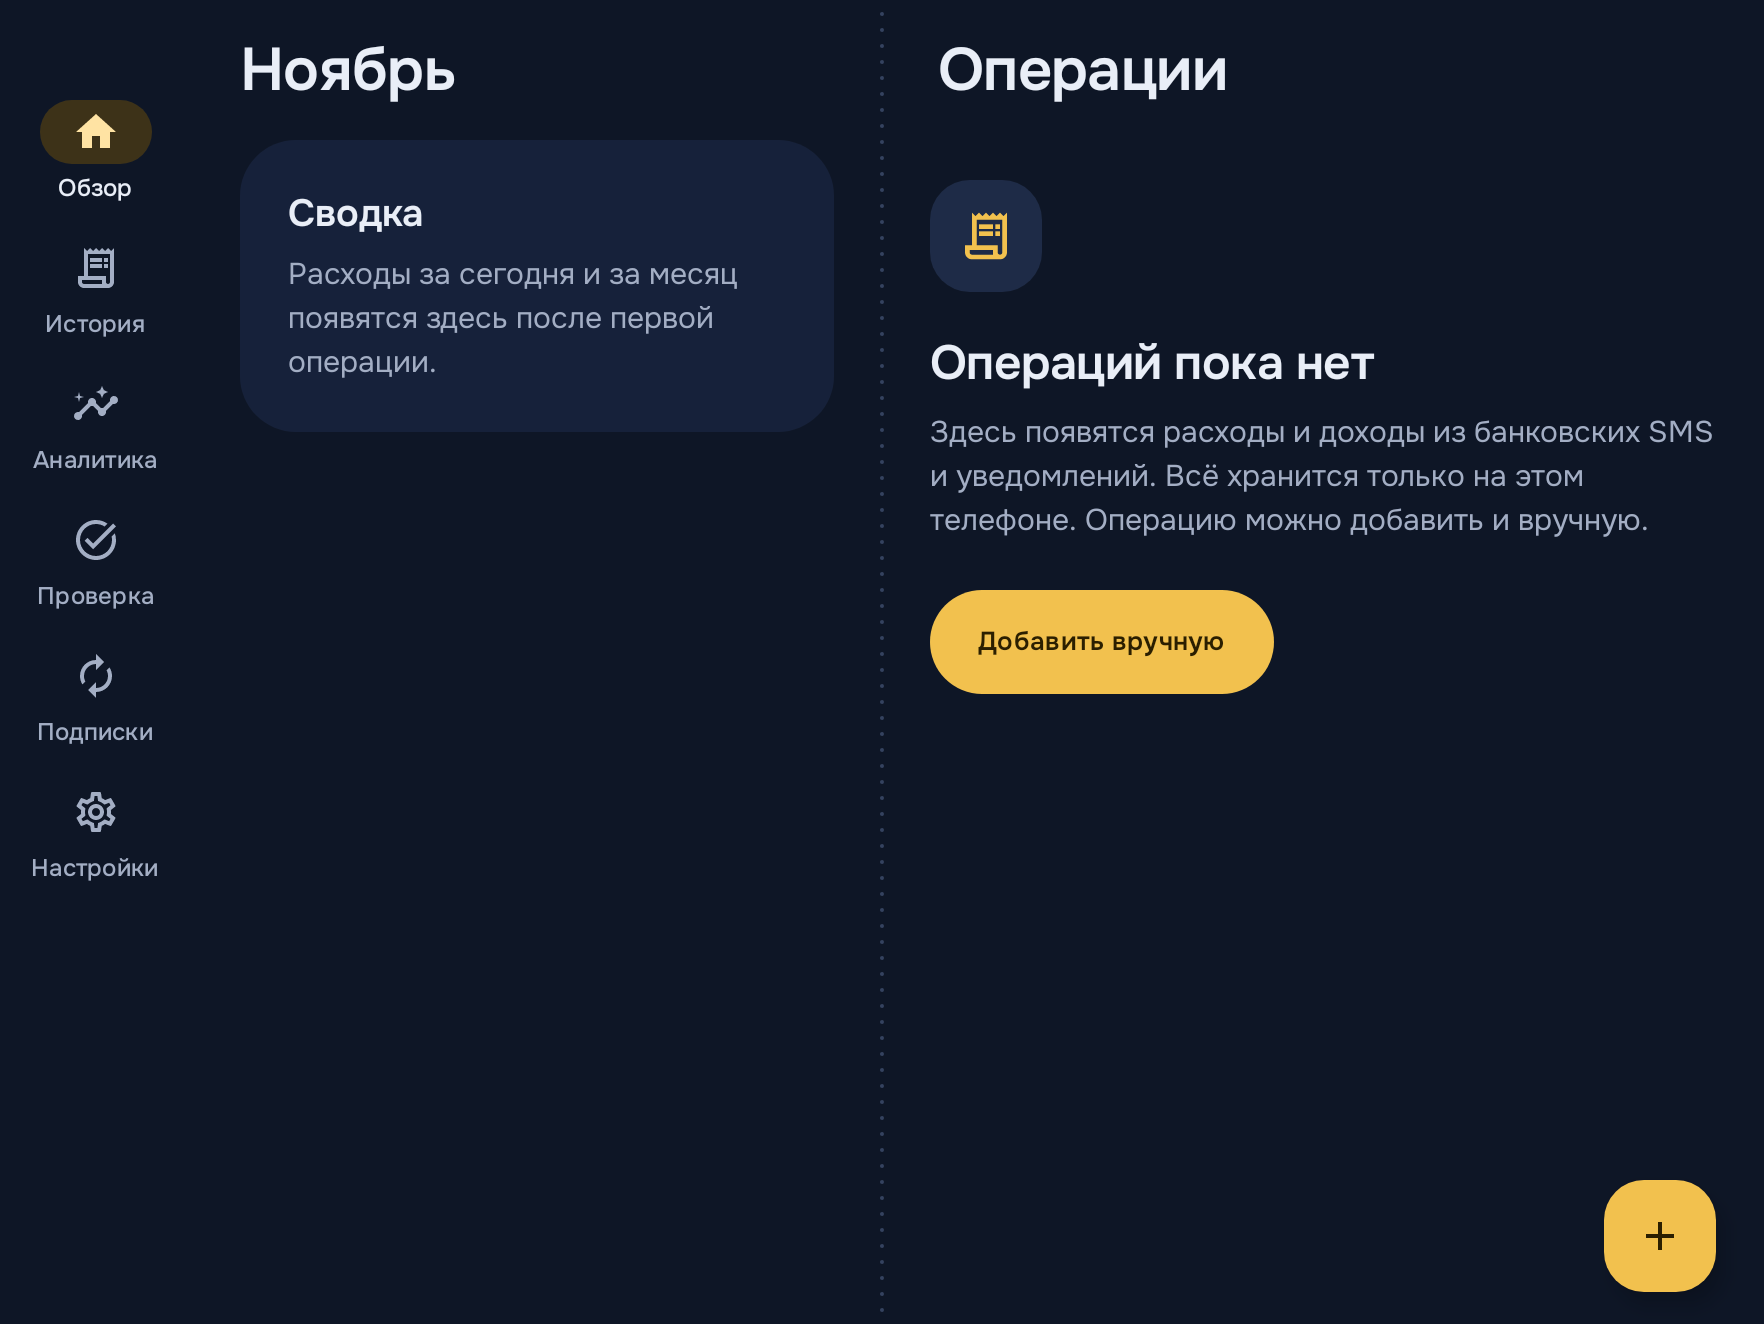 Обзор
История
Аналитика
Проверка
Подписки
Настройки
Ноябрь
Сводка
Расходы за сегодня и за месяц
появятся здесь после первой
операции.
Операции
Операций пока нет
Здесь появятся расходы и доходы из банковских SMS
и уведомлений. Всё хранится только на этом
телефоне. Операцию можно добавить и вручную.
Добавить вручную